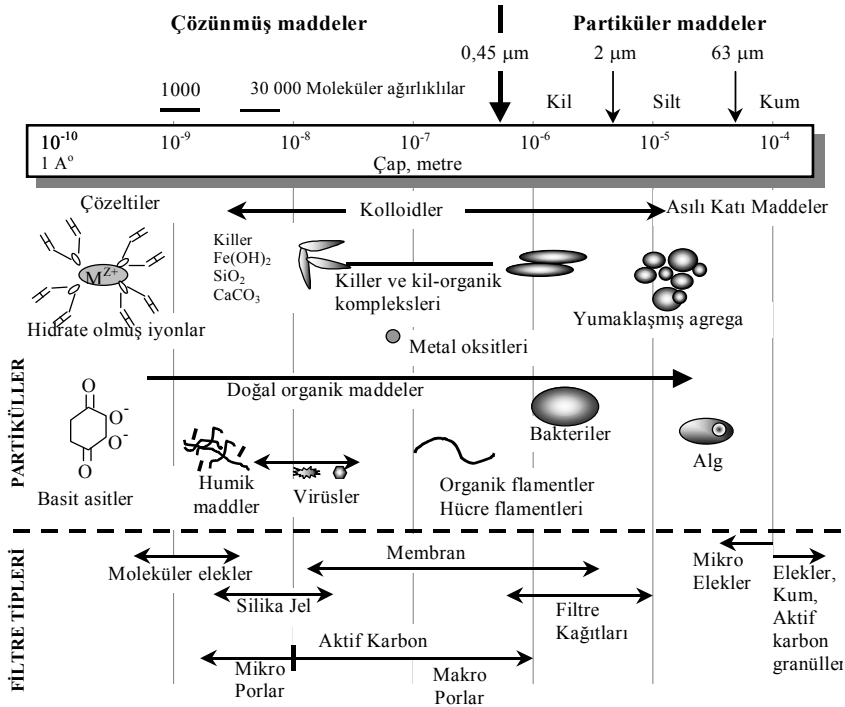 Çözünmüş maddeler
Partiküler maddeler
0,45 µm
2 µm
63 µm
1000
30 000 Moleküler ağırlıklılar
Kil
Silt
Kum
10⁻¹⁰
10⁻⁹
10⁻⁸
10⁻⁷
10⁻⁶
10⁻⁵
10⁻⁴
1 Aº
Çap, metre
PARTİKÜLLER
Çözeltiler
Kolloidler
Asılı Katı Maddeler
M^Z+
Killer
Fe(OH)₂
SiO₂
CaCO₃
Killer ve kil-organik
kompleksleri
Hidrate olmuş iyonlar
Yumaklaşmış agrega
Metal oksitleri
Doğal organik maddeler
O
O⁻
O⁻
O
Basit asitler
Humik
maddler
Virüsler
Organik flamentler
Hücre flamentleri
Bakteriler
Alg
FİLTRE TİPLERİ
Moleküler elekler
Membran
Mikro
Elekler
Elekler,
Kum,
Aktif
karbon
granüller
Silika Jel
Filtre
Kağıtları
Aktif Karbon
Mikro
Porlar
Makro
Porlar